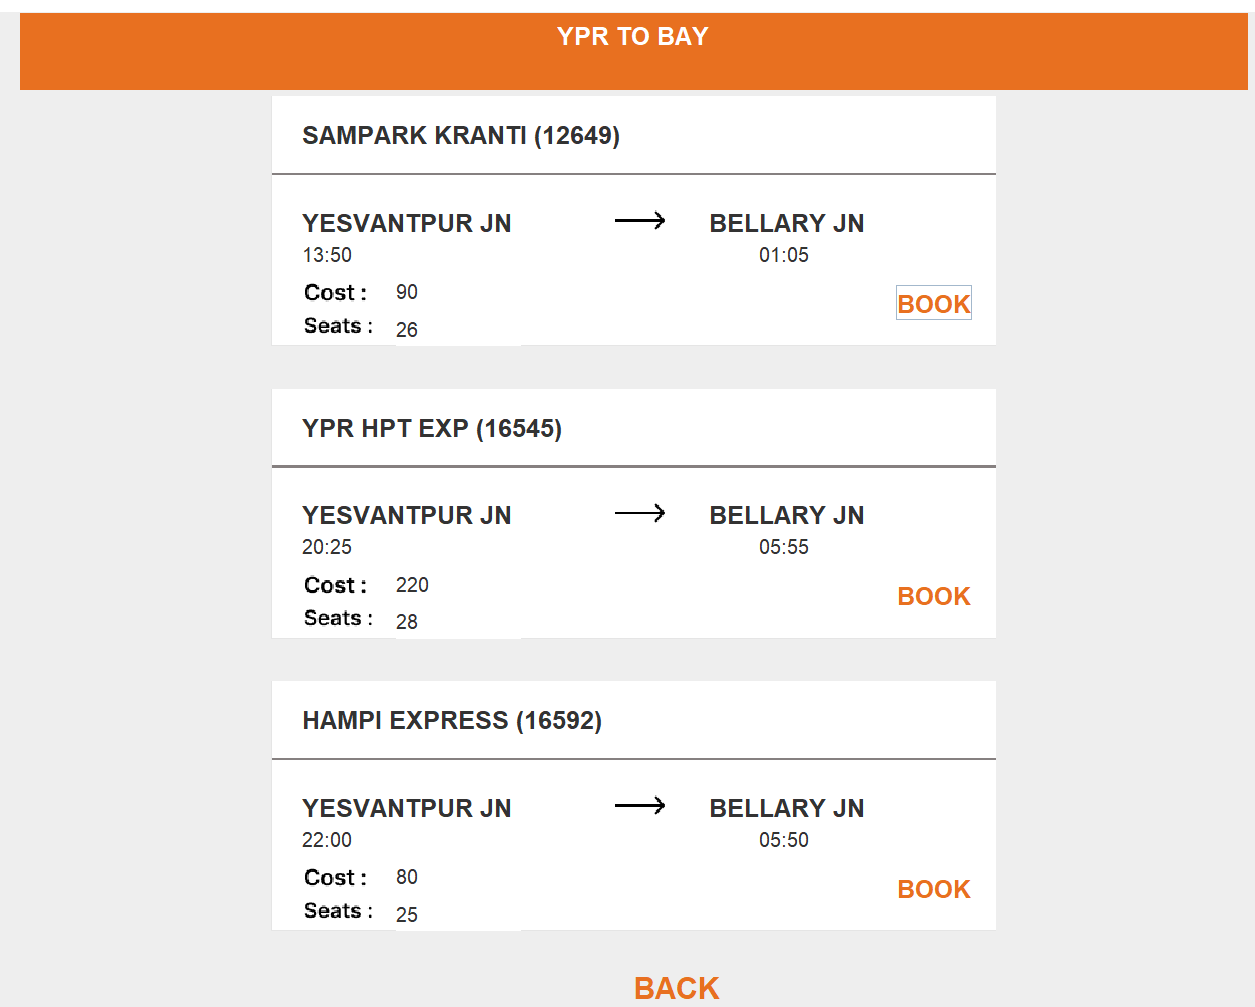 YPR TO BAY
SAMPARK KRANTI (12649)
YESVANTPUR JN BELLARY JN
13:50 01:05
Cost : 90
BOOK
Seats : 26
YPR HPT EXP (16545)
YESVANTPUR JN BELLARY JN
20:25 05:55
Cost : 220
BOOK
Seats : 28
HAMPI EXPRESS (16592)
YESVANTPUR JN BELLARY JN
22:00 05:50
Cost : 80
BOOK
Seats : 25
BACK